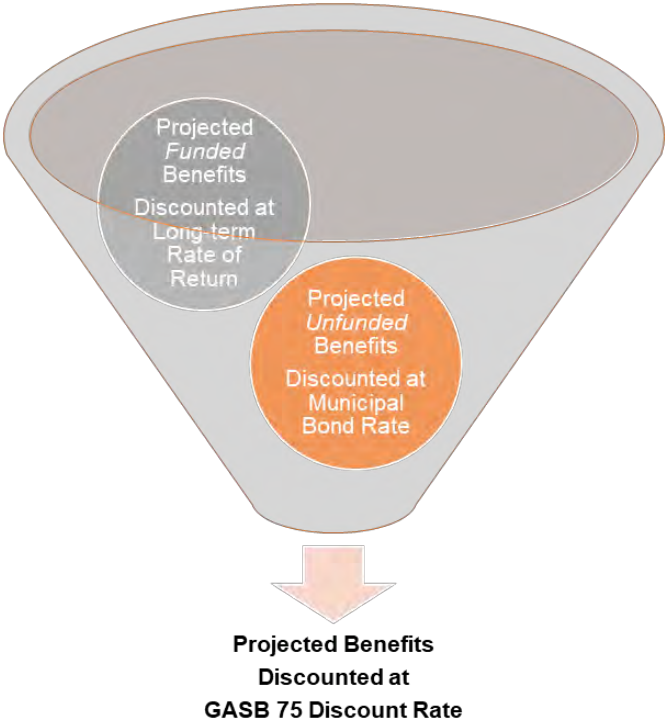 Projected
Funded
Benefits
Discounted at
Long-term
Rate of
Return
Projected
Unfunded
Benefits
Discounted at
Municipal
Bond Rate
Projected Benefits
Discounted at
GASB 75 Discount Rate